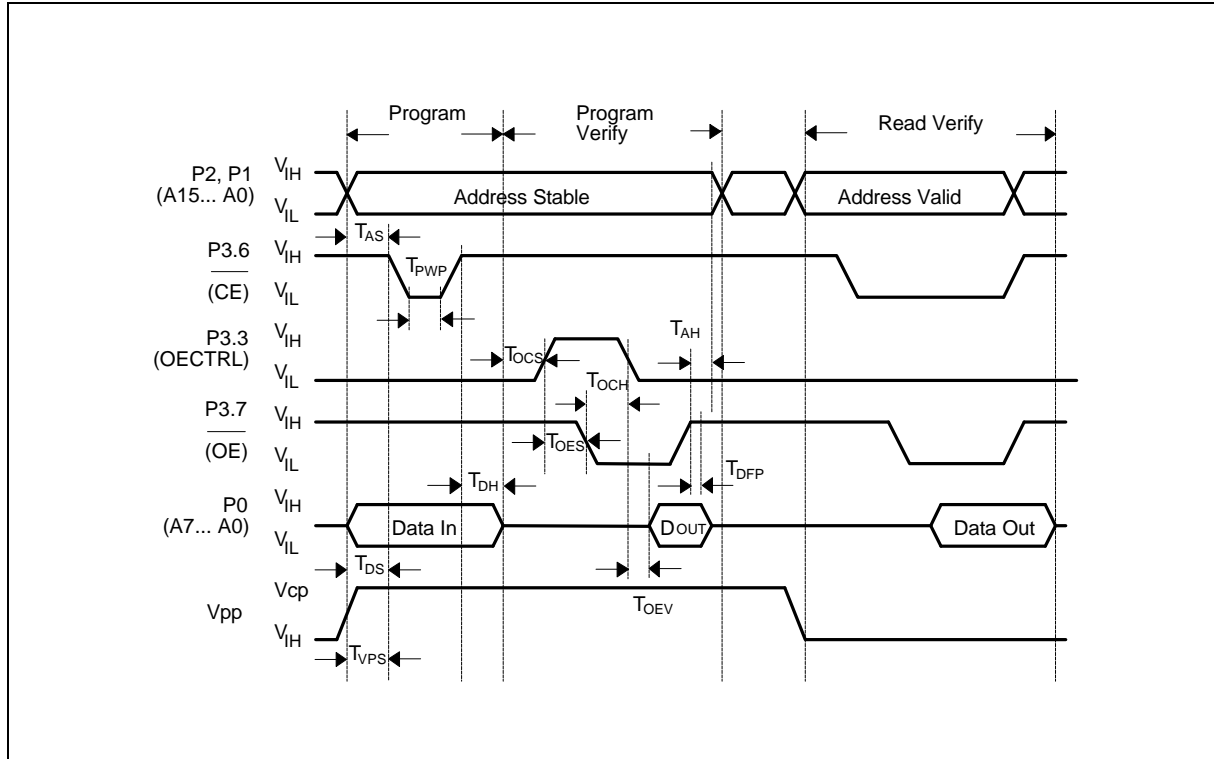 Program
Program
Verify
Read Verify
P2, P1
(A15... A0)
VIH
VIL
Address Stable
Address Valid
TAS
P3.6
(CE)
VIH
VIL
TPWP
P3.3
(OECTRL)
VIH
VIL
TOCS
TOCH
TAH
P3.7
(OE)
VIH
VIL
TOES
TDFP
TDH
P0
(A7... A0)
VIH
VIL
Data In
DOUT
Data Out
TDS
Vpp
Vcp
VIH
TOEV
TVPS